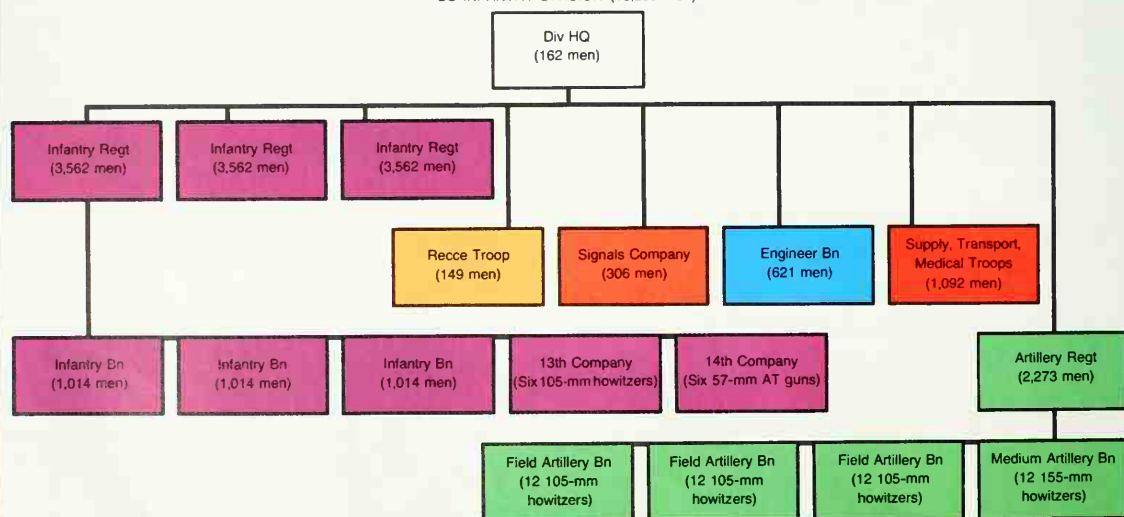 Div HQ
(162 men)
Infantry Regt
(3,562 men)
Infantry Regt
(3,562 men)
Infantry Regt
(3,562 men)
Recce Troop
(149 men)
Signals Company
(306 men)
Engineer Bn
(621 men)
Supply, Transport,
Medical Troops
(1,092 men)
Infantry Bn
(1,014 men)
Infantry Bn
(1,014 men)
Infantry Bn
(1,014 men)
13th Company
(Six 105-mm howitzers)
14th Company
(Six 57-mm AT guns)
Artillery Regt
(2,273 men)
Field Artillery Bn
(12 105-mm
howitzers)
Field Artillery Bn
(12 105-mm
howitzers)
Field Artillery Bn
(12 105-mm
howitzers)
Medium Artillery Bn
(12 155-mm
howitzers)